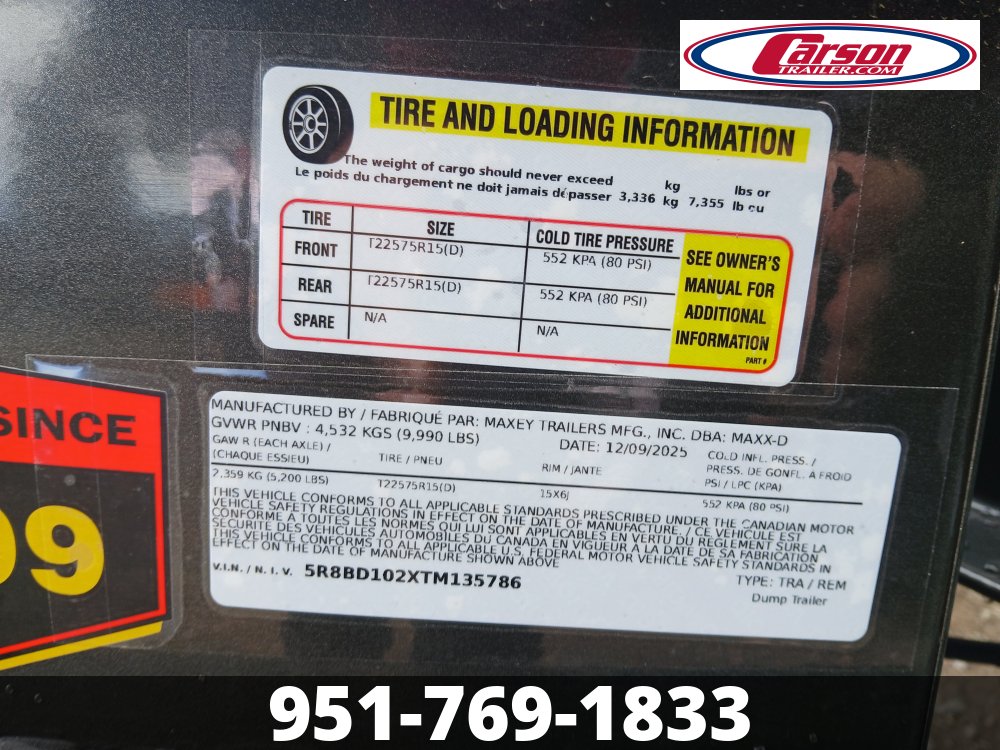 Carson
TRAILER.COM
TIRE AND LOADING INFORMATION
The weight of cargo should never exceed kg lbs or
Le poids du chargement ne doit jamais dépasser 3,336 kg 7,355 lb ou
TIRE SIZE COLD TIRE PRESSURE
FRONT T22575R15(D) 552 KPA (80 PSI)
REAR T22575R15(D) 552 KPA (80 PSI)
SPARE N/A N/A
SEE OWNER'S
MANUAL FOR
ADDITIONAL
INFORMATION
PART #
SINCE
99
MANUFACTURED BY / FABRIQUÉ PAR: MAXEY TRAILERS MFG., INC. DBA: MAXX-D
GVWR PNBV : 4,532 KGS (9,990 LBS) DATE: 12/09/2025
GAW R (EACH AXLE) /
(CHAQUE ESSIEU) TIRE / PNEU RIM / JANTE
COLD INFL. PRESS. /
PRESS. DE GONFL. A FROID
PSI / LPC (KPA)
2.359 KG (5,200 LBS) T22575R15(D) 15X6J 552 KPA (80 PSI)
THIS VEHICLE CONFORMS TO ALL APPLICABLE STANDARDS PRESCRIBED UNDER THE CANADIAN MOTOR
VEHICLE SAFETY REGULATIONS IN EFFECT ON THE DATE OF MANUFACTURE / CE VÉHICULE EST
CONFORME A TOUTES LES NORMES QUI LUI SONT APPLICABLES EN VERTU DU RÈGLEMENT SUR LA
SÉCURITÉ DES VÉHICULES AUTOMOBILES DU CANADA EN VIGUEUR A LA DATE DE SA FABRICATION
THIS VEHICLE CONFORMS TO ALL APPLICABLE U.S. FEDERAL MOTOR VEHICLE SAFETY STANDARDS IN
EFFECT ON THE DATE OF MANUFACTURE SHOWN ABOVE
V.I.N. / N. I. V. 5R8BD102XTM135786 TYPE: TRA / REM
Dump Trailer
951-769-1833